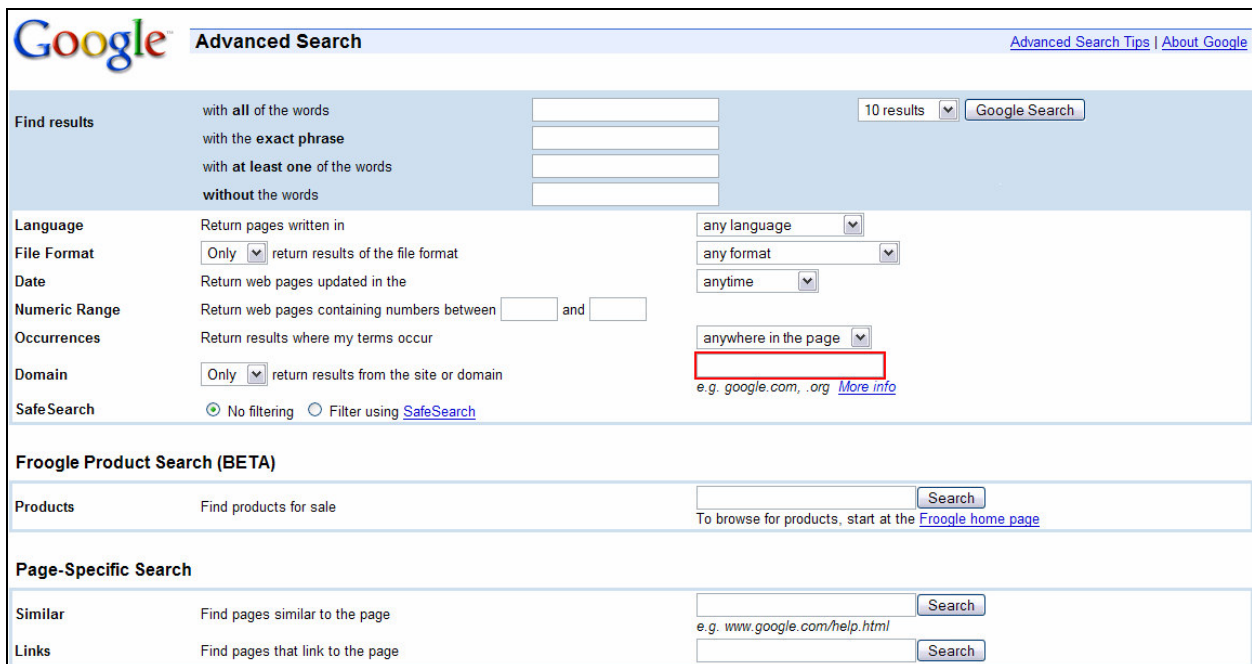 Google™ Advanced Search Advanced Search Tips | About Google
Find results with all of the words 10 results Google Search
with the exact phrase
with at least one of the words
without the words
Language Return pages written in any language
File Format Only return results of the file format any format
Date Return web pages updated in the anytime
Numeric Range Return web pages containing numbers between and
Occurrences Return results where my terms occur anywhere in the page
Domain Only return results from the site or domain
e.g. google.com, .org More info
SafeSearch No filtering Filter using SafeSearch
Froogle Product Search (BETA)
Products Find products for sale Search
To browse for products, start at the Froogle home page
Page-Specific Search
Similar Find pages similar to the page Search
e.g. www.google.com/help.html
Links Find pages that link to the page Search